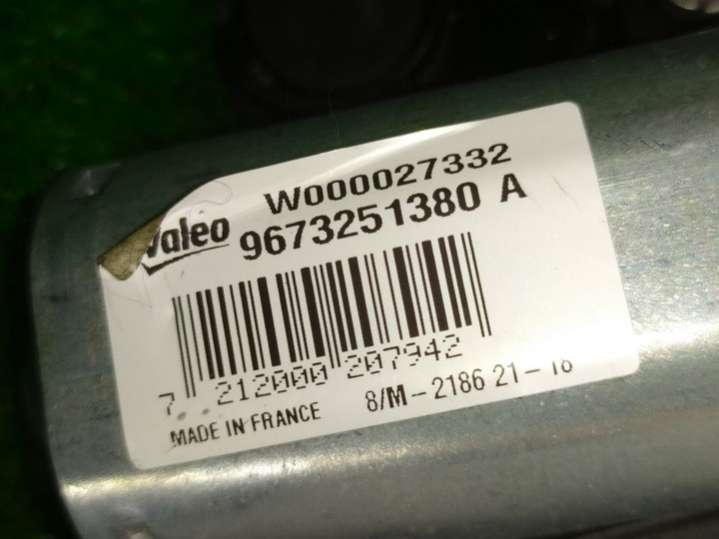 W000027332
Valeo 9673251380 A
7 212000 207942
MADE IN FRANCE 8/M-2186 21-18